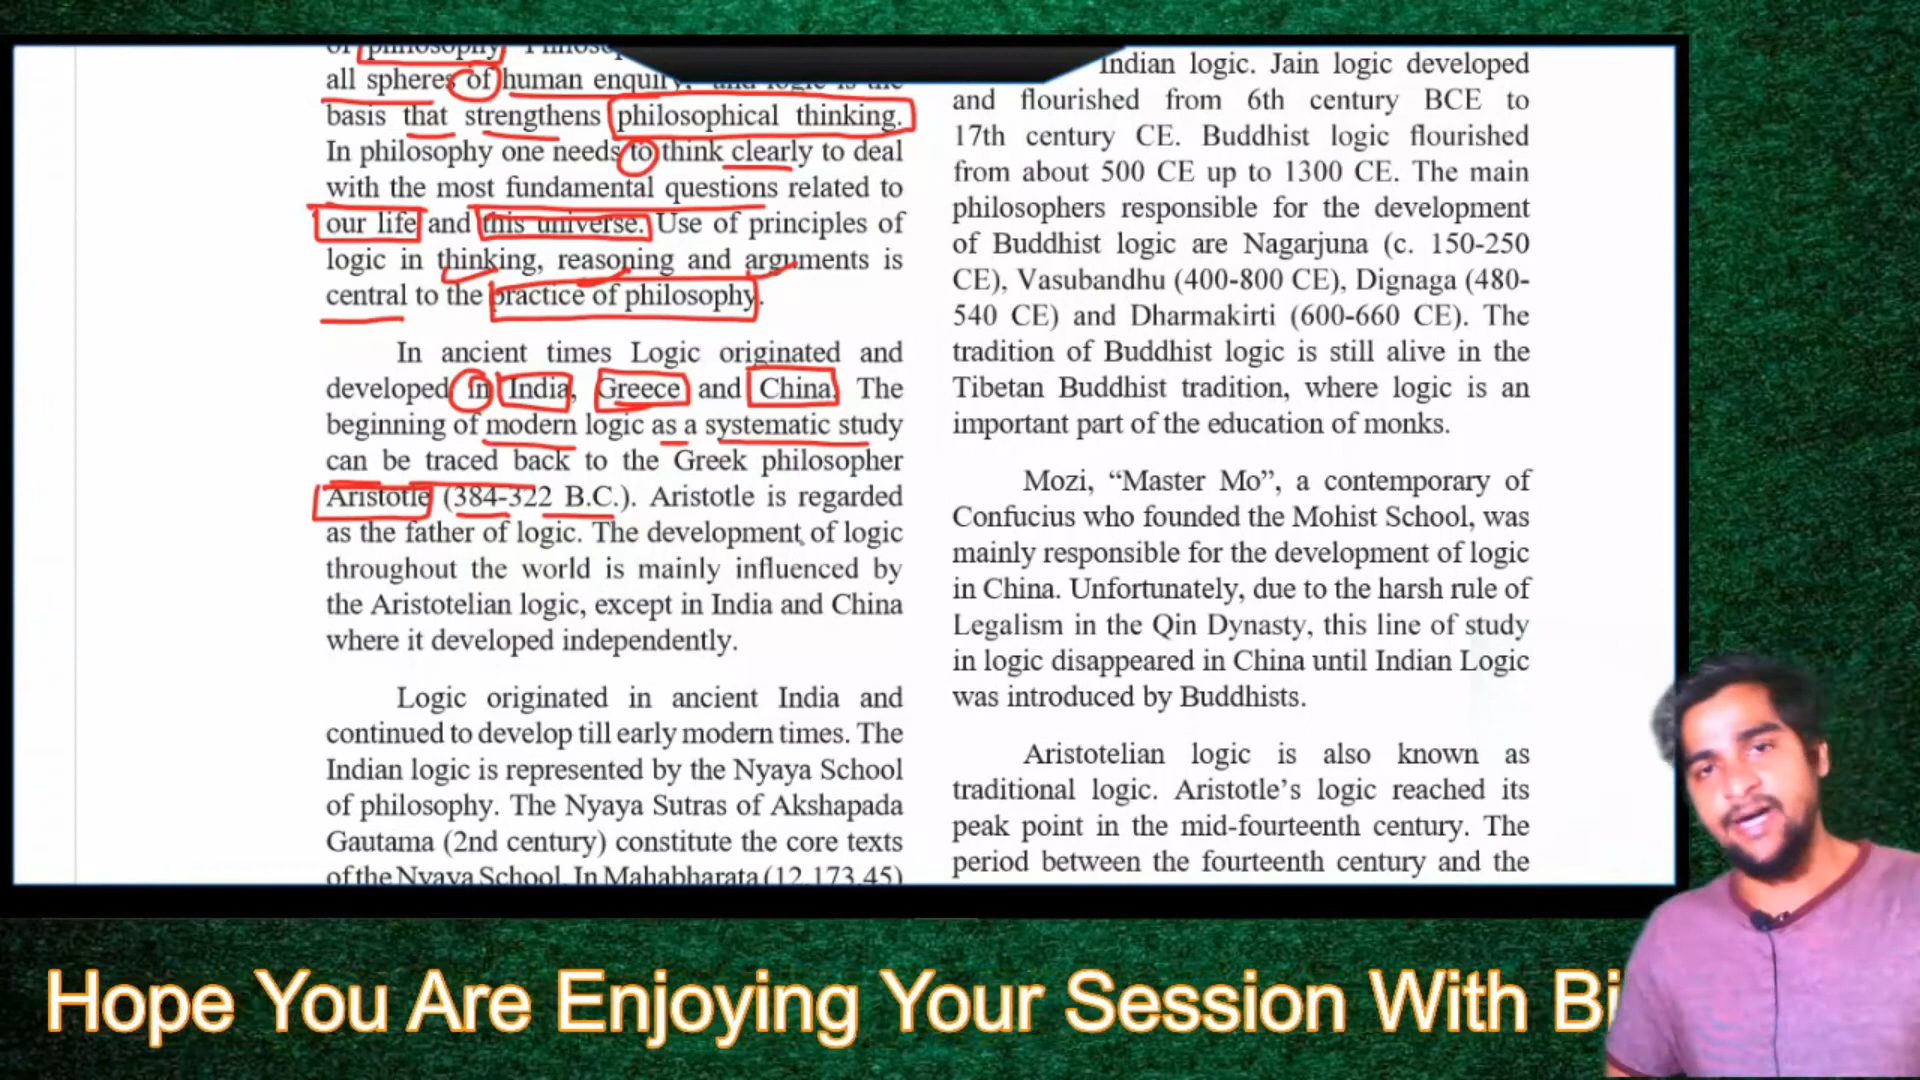 of philosophy.
all spheres of human enquiry, and logic is the
basis that strengthens philosophical thinking.
In philosophy one needs to think clearly to deal
with the most fundamental questions related to
our life and this universe. Use of principles of
logic in thinking, reasoning and arguments is
central to the practice of philosophy.
In ancient times Logic originated and
developed in India, Greece and China. The
beginning of modern logic as a systematic study
can be traced back to the Greek philosopher
Aristotle (384-322 B.C.). Aristotle is regarded
as the father of logic. The development of logic
throughout the world is mainly influenced by
the Aristotelian logic, except in India and China
where it developed independently.
Logic originated in ancient India and
continued to develop till early modern times. The
Indian logic is represented by the Nyaya School
of philosophy. The Nyaya Sutras of Akshapada
Gautama (2nd century) constitute the core texts
of the Nyaya School. In Mahabharata (12.173.45)
Indian logic. Jain logic developed
and flourished from 6th century BCE to
17th century CE. Buddhist logic flourished
from about 500 CE up to 1300 CE. The main
philosophers responsible for the development
of Buddhist logic are Nagarjuna (c. 150-250
CE), Vasubandhu (400-800 CE), Dignaga (480-
540 CE) and Dharmakirti (600-660 CE). The
tradition of Buddhist logic is still alive in the
Tibetan Buddhist tradition, where logic is an
important part of the education of monks.
Mozi, “Master Mo”, a contemporary of
Confucius who founded the Mohist School, was
mainly responsible for the development of logic
in China. Unfortunately, due to the harsh rule of
Legalism in the Qin Dynasty, this line of study
in logic disappeared in China until Indian Logic
was introduced by Buddhists.
Aristotelian logic is also known as
traditional logic. Aristotle’s logic reached its
peak point in the mid-fourteenth century. The
period between the fourteenth century and the
Hope You Are Enjoying Your Session With Bi